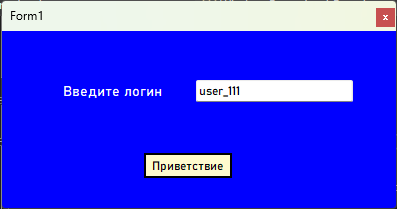 Form1
x
Введите логин
user_111
Приветствие